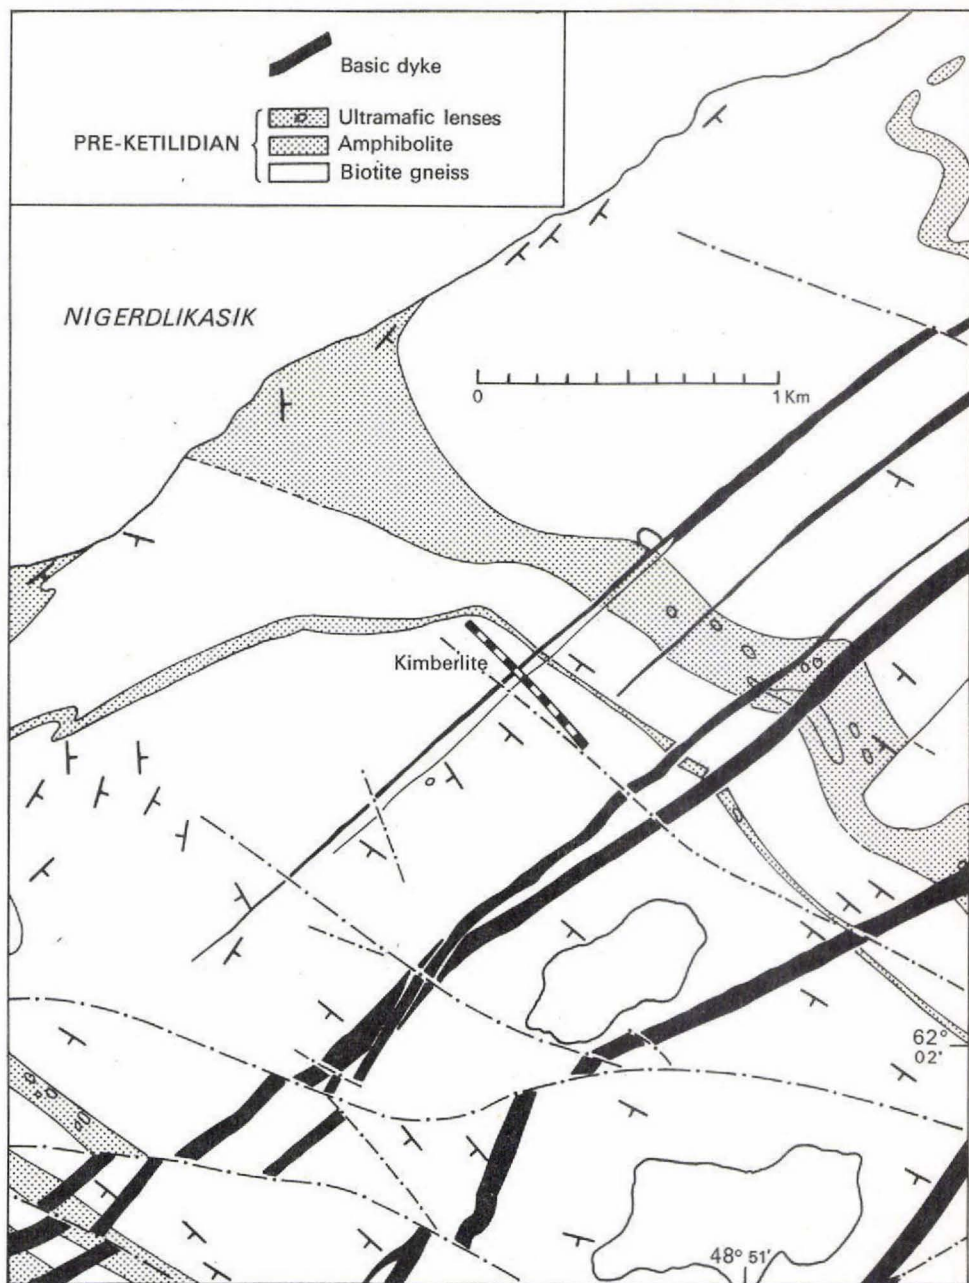 Basic dyke
PRE-KETILIDIAN
Ultramafic lenses
Amphibolite
Biotite gneiss
NIGERDLIKASIK
0 1 Km
Kimberlite
62°
02'
48° 51'